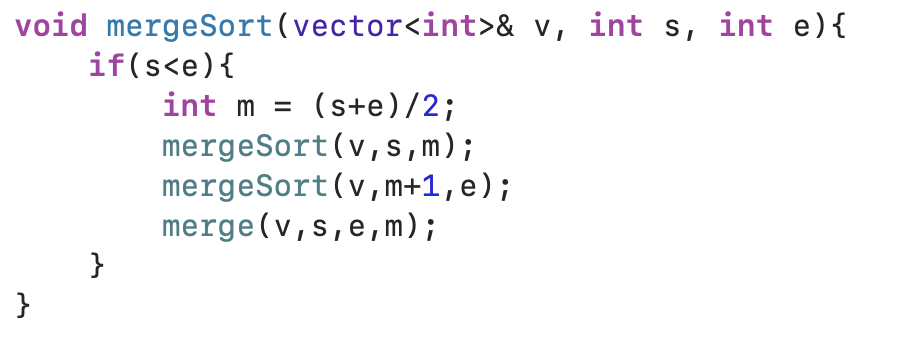 void mergeSort(vector<int>& v, int s, int e){
    if(s<e){
        int m = (s+e)/2;
        mergeSort(v,s,m);
        mergeSort(v,m+1,e);
        merge(v,s,e,m);
    }
}